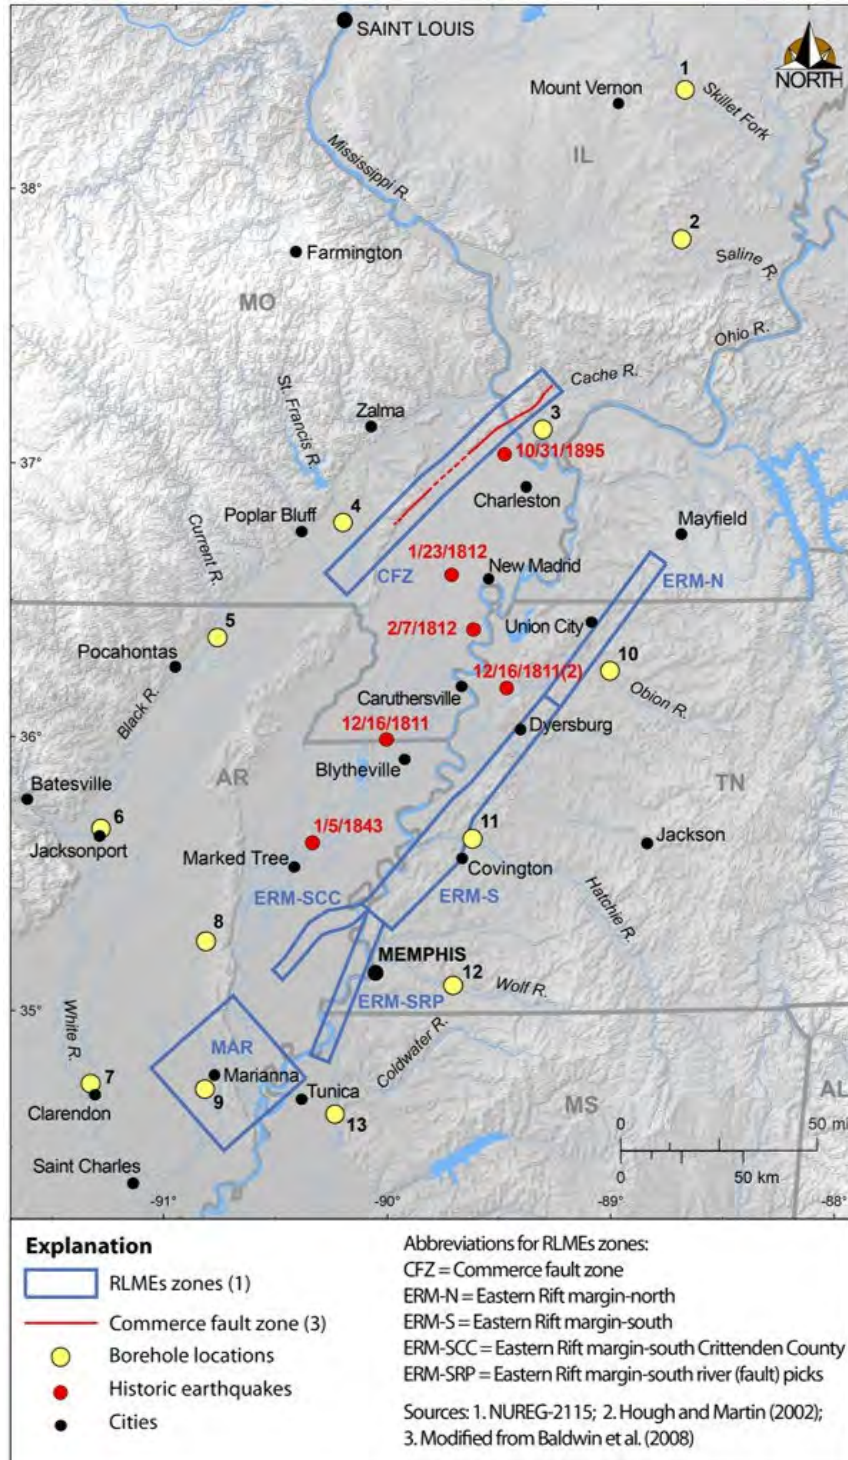 SAINT LOUIS
NORTH
1
Mount Vernon
Skillet Fork
IL
Mississippi R.
38°
2
Farmington
Saline R.
MO
Ohio R.
Cache R.
St. Francis R.
Zalma
3
37°
10/31/1895
4
Charleston
Poplar Bluff
Mayfield
Current R.
1/23/1812
New Madrid
CFZ
ERM-N
5
2/7/1812
Union City
Pocahontas
10
12/16/1811(2)
Black R.
Caruthersville
Obion R.
12/16/1811
36°
Dyersburg
Blytheville
AR
TN
Batesville
6
1/5/1843
11
Jacksonport
Jackson
Marked Tree
Covington
ERM-SCC
ERM-S
Hatchie R.
8
MEMPHIS
12
Wolf R.
35°
ERM-SRP
White R.
MAR
Coldwater R.
7
Marianna
Tunica
AL
9
Clarendon
13
MS
0 50 mi
Saint Charles
0 50 km
-91° -90° -89° -88°
Explanation
RLMEs zones (1)
Commerce fault zone (3)
Borehole locations
Historic earthquakes
Cities
Abbreviations for RLMEs zones:
CFZ = Commerce fault zone
ERM-N = Eastern Rift margin-north
ERM-S = Eastern Rift margin-south
ERM-SCC = Eastern Rift margin-south Crittenden County
ERM-SRP = Eastern Rift margin-south river (fault) picks
Sources: 1. NUREG-2115; 2. Hough and Martin (2002);
3. Modified from Baldwin et al. (2008)